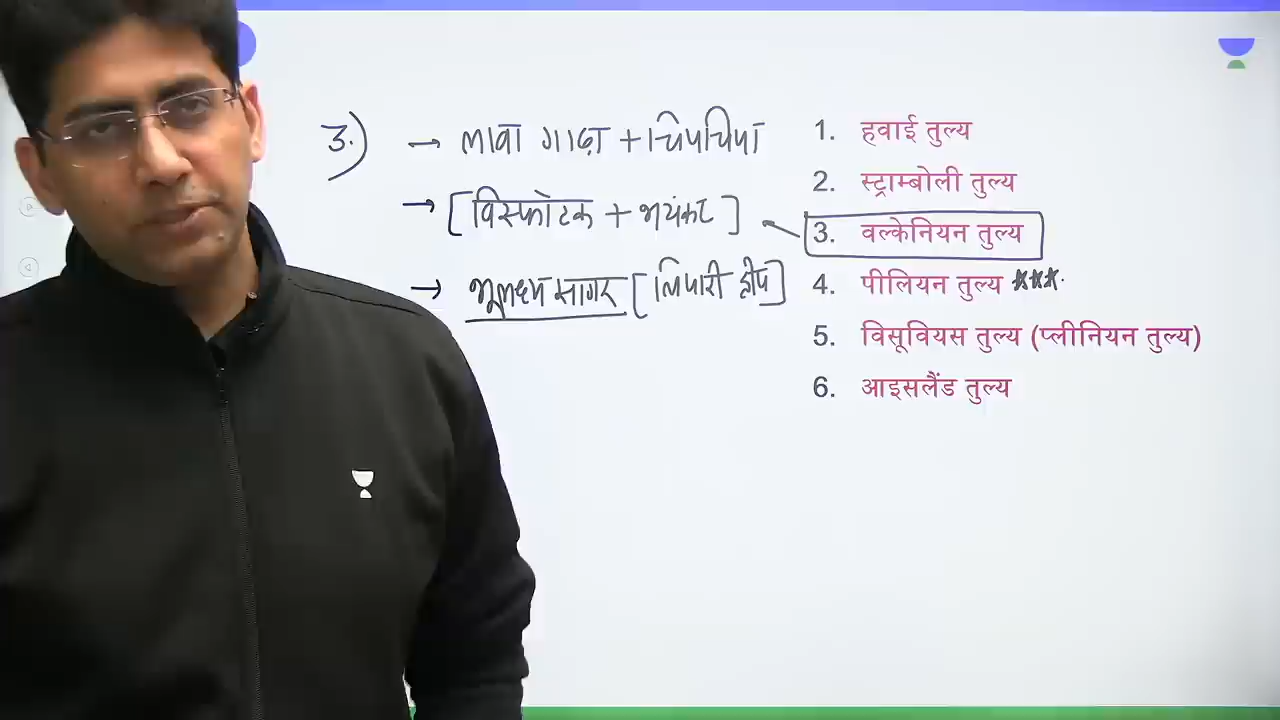 3.) → लावा गाढ़ा + चिपचिपा
→ [विस्फोटक + भयंकर]
→ भूमध्य सागर [लिपारी द्वीप]
1. हवाई तुल्य
2. स्ट्राम्बोली तुल्य
3. वल्केनियन तुल्य
4. पीलियन तुल्य ***
5. विसूवियस तुल्य (प्लीनियन तुल्य)
6. आइसलैंड तुल्य